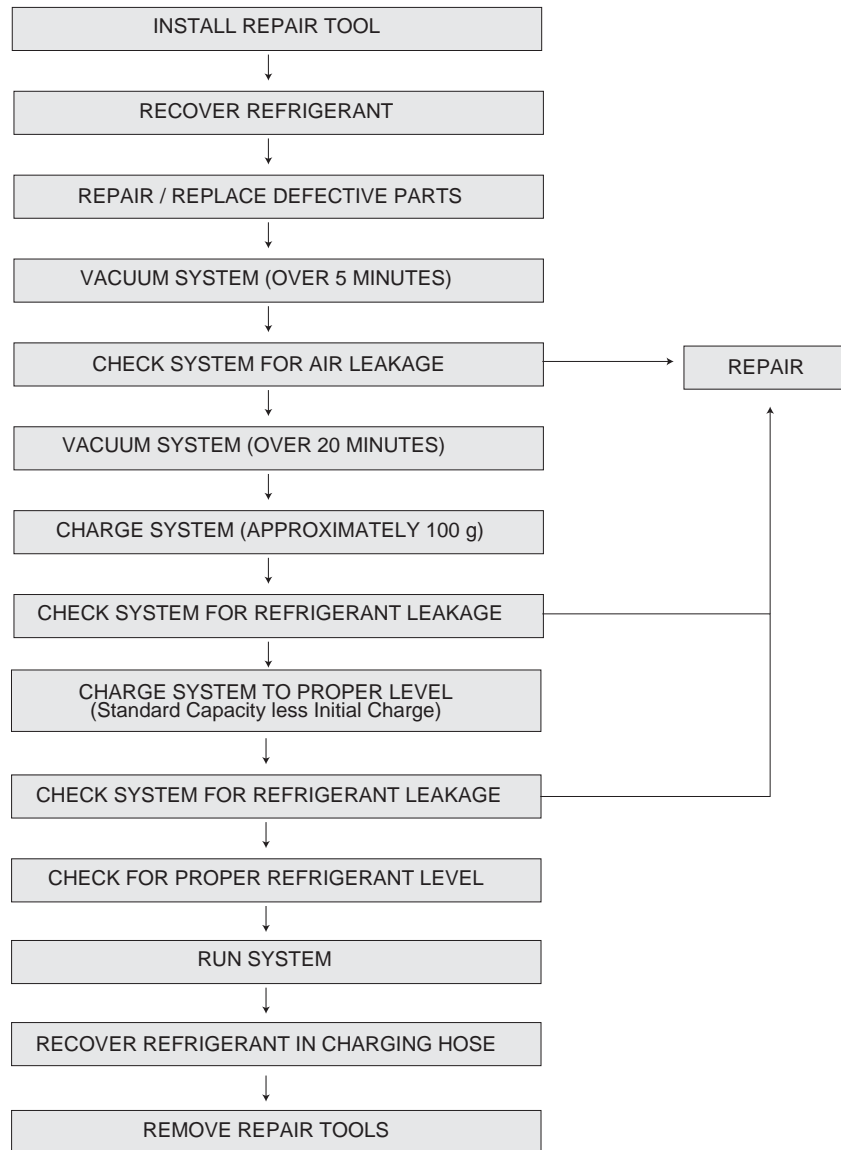 INSTALL REPAIR TOOL
RECOVER REFRIGERANT
REPAIR / REPLACE DEFECTIVE PARTS
VACUUM SYSTEM (OVER 5 MINUTES)
CHECK SYSTEM FOR AIR LEAKAGE
REPAIR
VACUUM SYSTEM (OVER 20 MINUTES)
CHARGE SYSTEM (APPROXIMATELY 100 g)
CHECK SYSTEM FOR REFRIGERANT LEAKAGE
CHARGE SYSTEM TO PROPER LEVEL
(Standard Capacity less Initial Charge)
CHECK SYSTEM FOR REFRIGERANT LEAKAGE
CHECK FOR PROPER REFRIGERANT LEVEL
RUN SYSTEM
RECOVER REFRIGERANT IN CHARGING HOSE
REMOVE REPAIR TOOLS